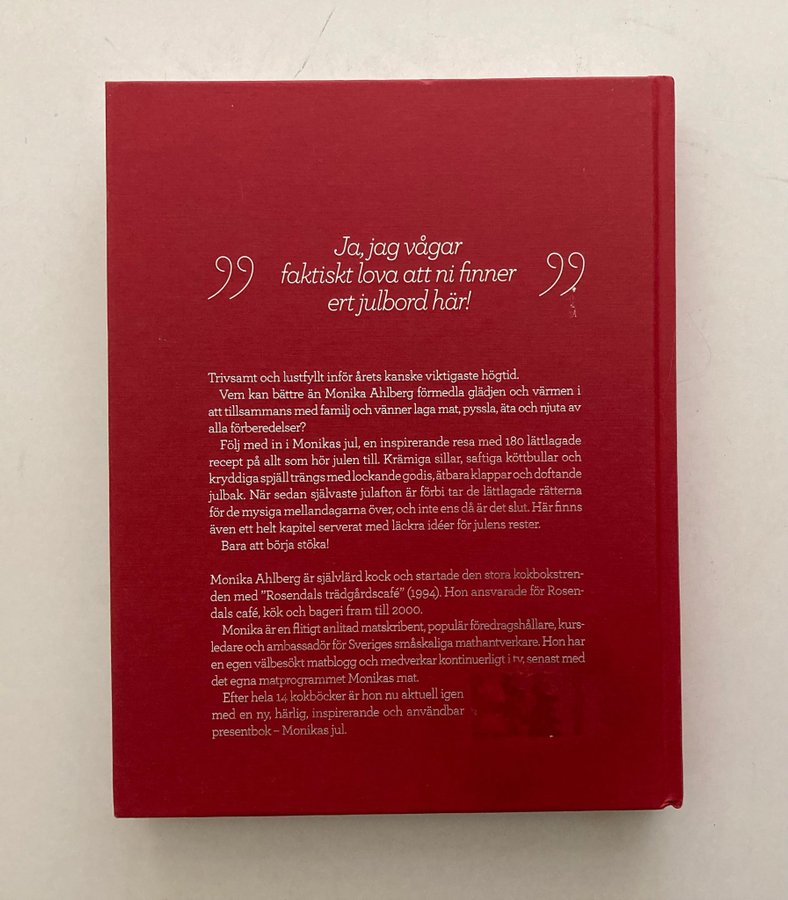 ”
Ja, jag vågar
faktiskt lova att ni finner
ert julbord här!
”
Trivsamt och lustfyllt inför årets kanske viktigaste högtid.
Vem kan bättre än Monika Ahlberg förmedla glädjen och värmen i
att tillsammans med familj och vänner laga mat, pyssla, äta och njuta av
alla förberedelser?
Följ med in i Monikas jul, en inspirerande resa med 180 lättlagade
recept på allt som hör julen till. Krämiga sillar, saftiga köttbullar och
kryddiga spjäll trängs med lockande godis, ätbara klappar och doftande
julbak. När sedan självaste julafton är förbi tar de lättlagade rätterna
för de mysiga mellandagarna över, och inte ens då är det slut. Här finns
även ett helt kapitel serverat med läckra idéer för julens rester.
Bara att börja stöka!
Monika Ahlberg är självlärd kock och startade den stora kokbokstren-
den med ”Rosendals trädgårdscafé” (1994). Hon ansvarade för Rosen-
dals café, kök och bageri fram till 2000.
Monika är en flitigt anlitad matskribent, populär föredragshållare, kurs-
ledare och ambassadör för Sveriges småskaliga mathantverkare. Hon har
en egen välbesökt matblogg och medverkar kontinuerligt i tv, senast med
det egna matprogrammet Monikas mat.
Efter hela 14 kokböcker är hon nu aktuell igen
med en ny, härlig, inspirerande och användbar
presentbok – Monikas jul.